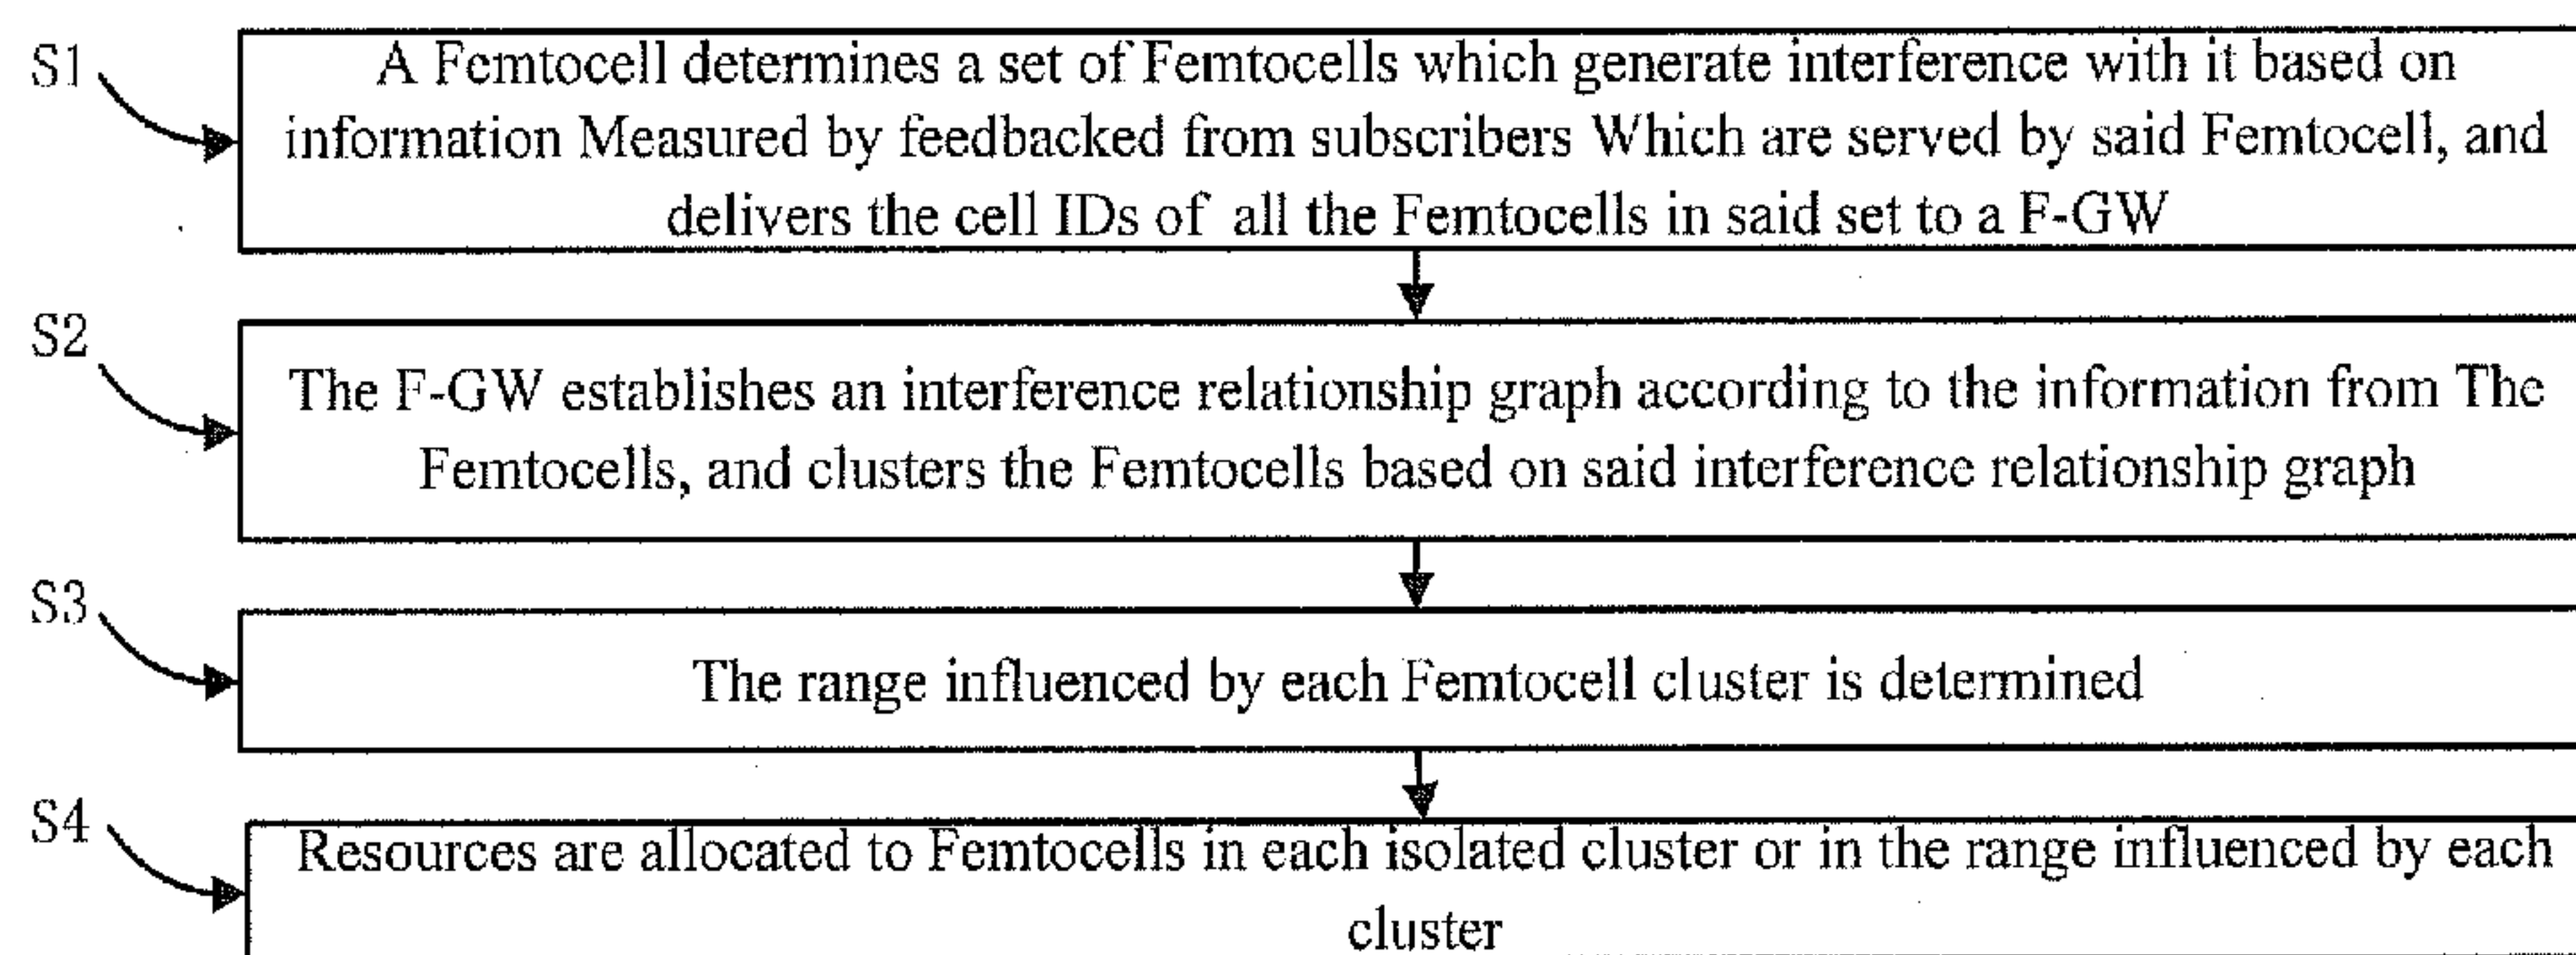 S1
A Femtocell determines a set of Femtocells which generate interference with it based on
information Measured by feedbacked from subscribers Which are served by said Femtocell, and
delivers the cell IDs of all the Femtocells in said set to a F-GW
S2
The F-GW establishes an interference relationship graph according to the information from The
Femtocells, and clusters the Femtocells based on said interference relationship graph
S3
The range influenced by each Femtocell cluster is determined
S4
Resources are allocated to Femtocells in each isolated cluster or in the range influenced by each
cluster